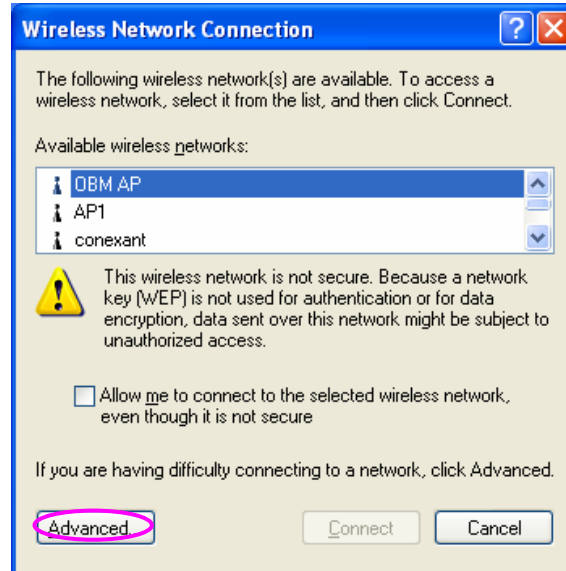 Wireless Network Connection
The following wireless network(s) are available. To access a
wireless network, select it from the list, and then click Connect.
Available wireless networks:
OBM AP
AP1
conexant
This wireless network is not secure. Because a network
key (WEP) is not used for authentication or for data
encryption, data sent over this network might be subject to
unauthorized access.
Allow me to connect to the selected wireless network,
even though it is not secure
If you are having difficulty connecting to a network, click Advanced.
Advanced... Connect Cancel